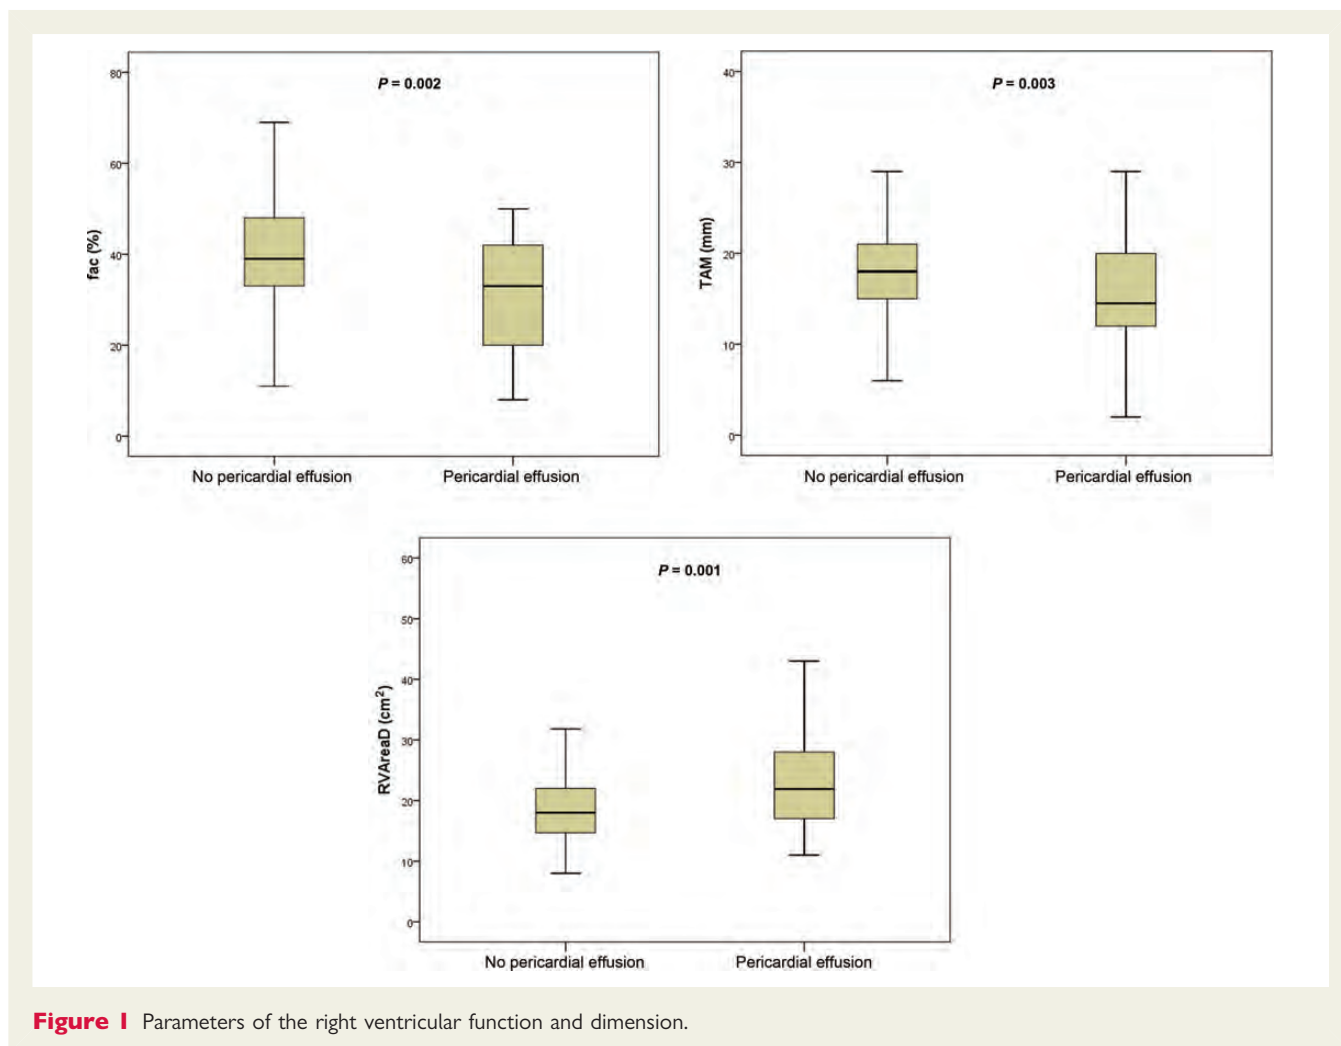 P = 0.002
80
60
40
20
0
fac (%)
No pericardial effusion Pericardial effusion
P = 0.003
40
30
20
10
0
TAM (mm)
No pericardial effusion Pericardial effusion
P = 0.001
60
50
40
30
20
10
0
RVAreaD (cm²)
No pericardial effusion Pericardial effusion
Figure 1 Parameters of the right ventricular function and dimension.